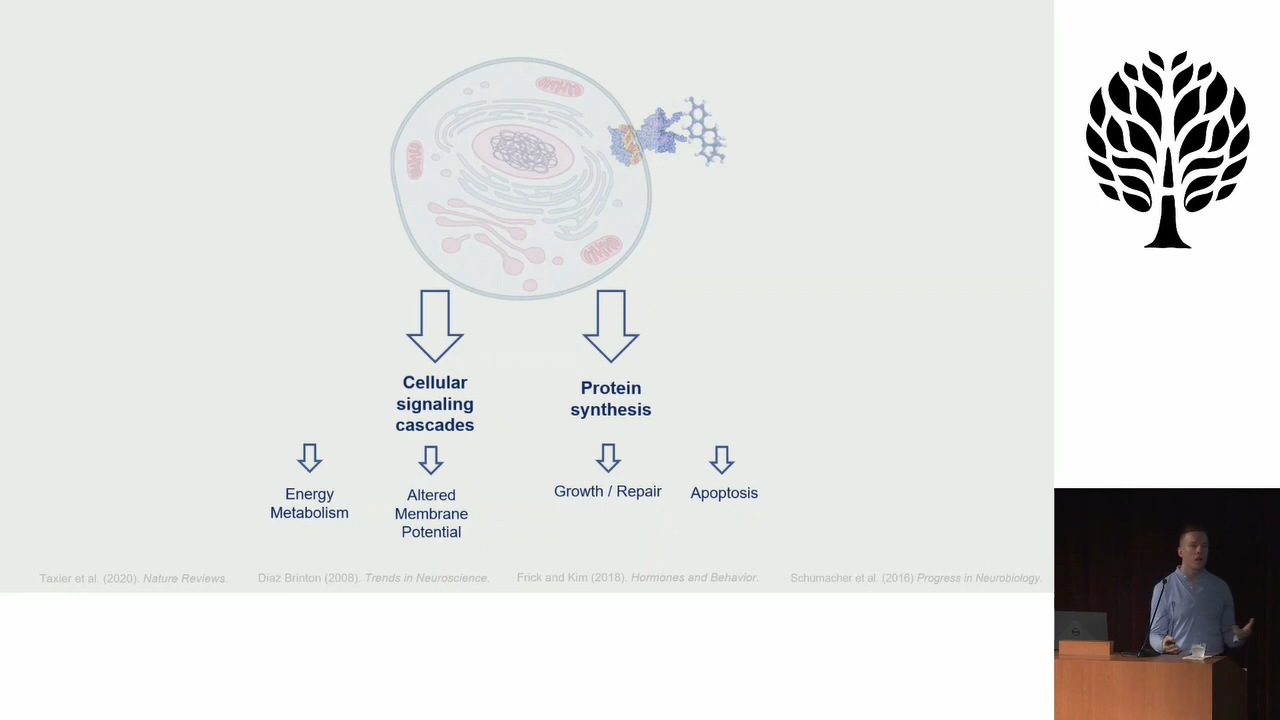 Cellular
signaling
cascades
Protein
synthesis
Energy
Metabolism
Altered
Membrane
Potential
Growth / Repair
Apoptosis
Taxier et al. (2020). Nature Reviews.
Diaz Brinton (2008). Trends in Neuroscience.
Frick and Kim (2018). Hormones and Behavior.
Schumacher et al. (2016) Progress in Neurobiology.